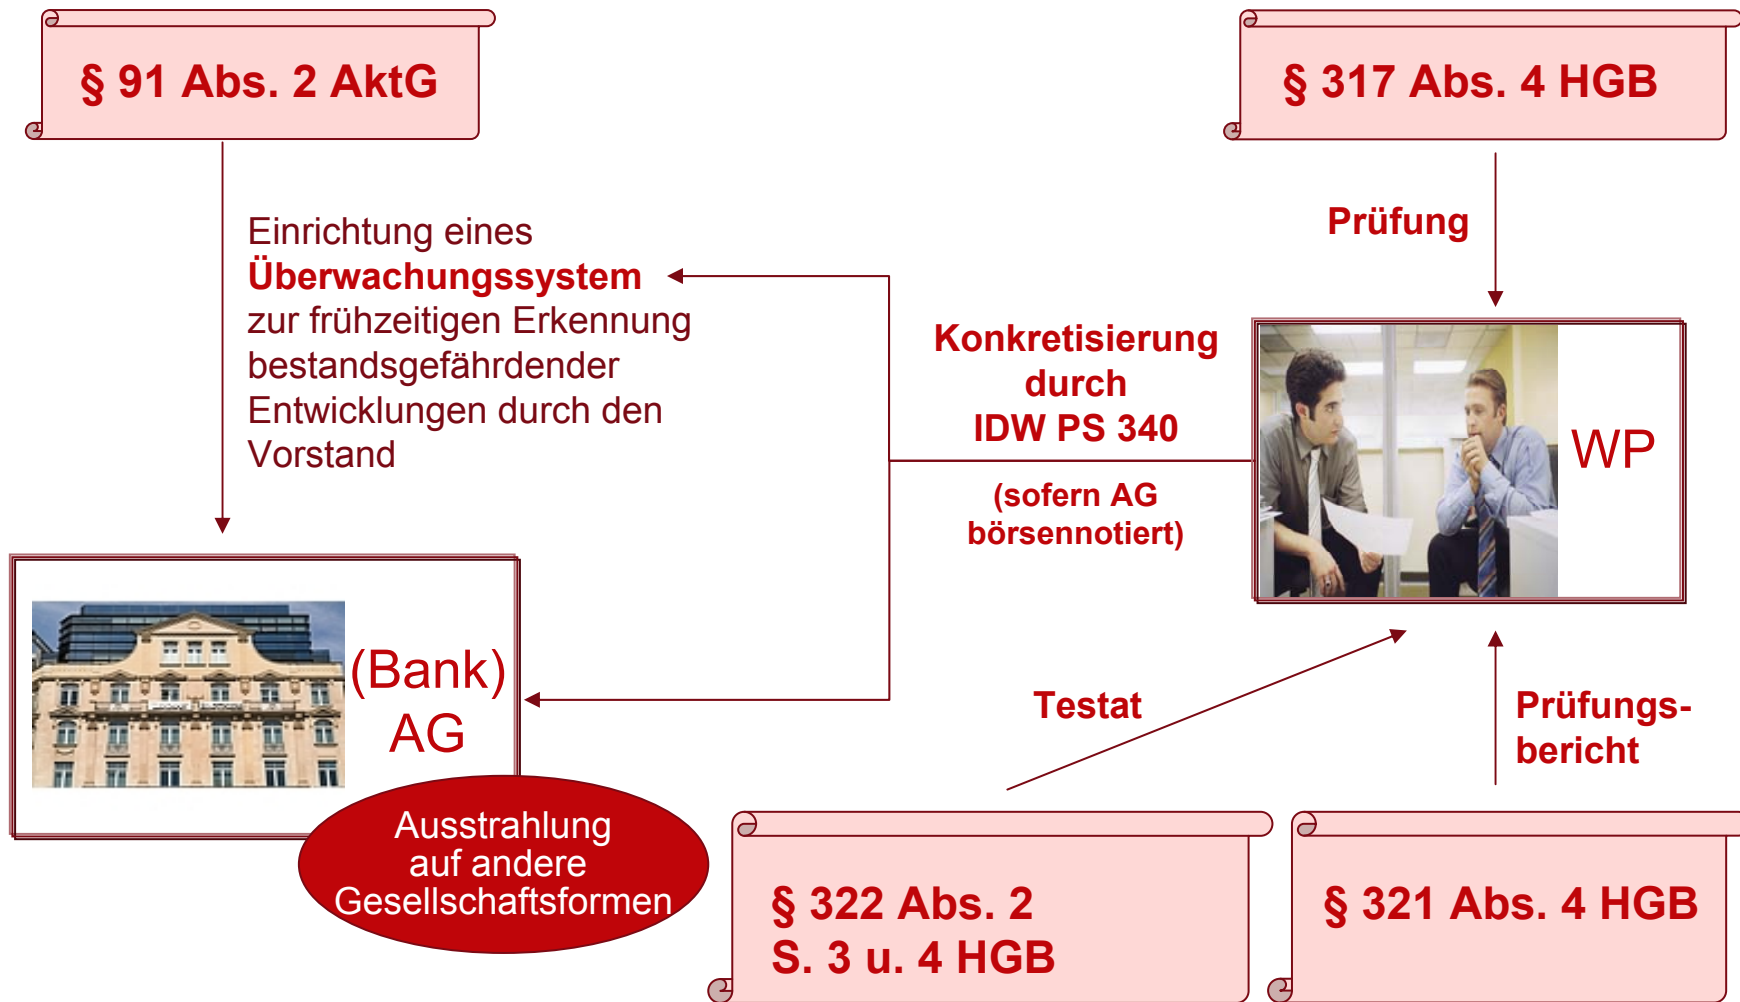 § 91 Abs. 2 AktG
§ 317 Abs. 4 HGB
Einrichtung eines
Überwachungssystem
zur frühzeitigen Erkennung
bestandsgefährdender
Entwicklungen durch den
Vorstand
Prüfung
Konkretisierung
durch
IDW PS 340
(sofern AG
börsennotiert)
WP
(Bank)
AG
Ausstrahlung
auf andere
Gesellschaftsformen
Testat
Prüfungs-
bericht
§ 322 Abs. 2
S. 3 u. 4 HGB
§ 321 Abs. 4 HGB